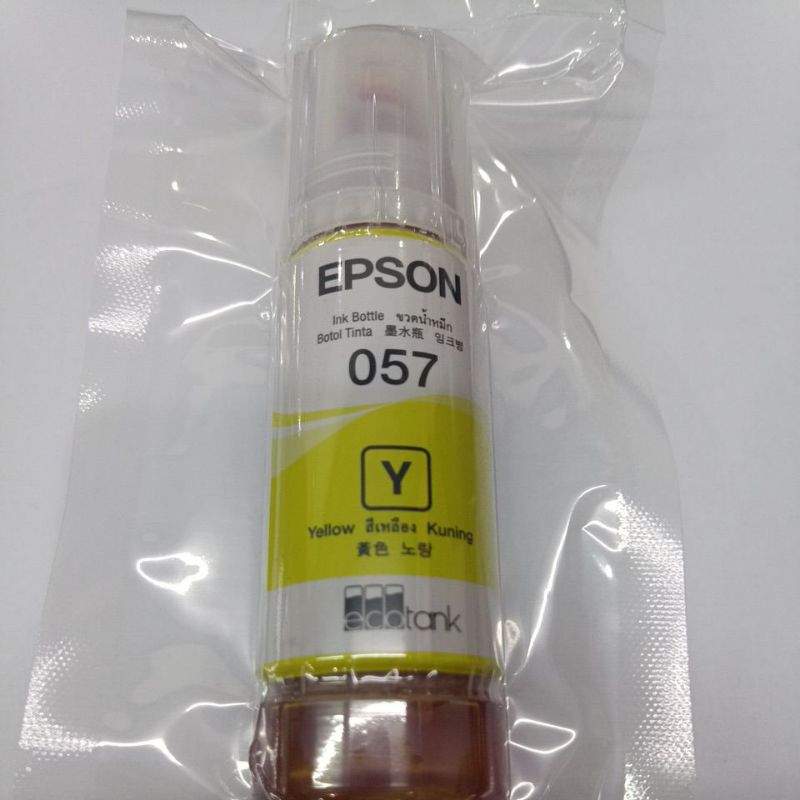 EPSON
Ink Bottle ขวดน้ำหมึก
Botol Tinta 墨水瓶 잉크병
057
Y
Yellow สีเหลือง Kuning
黃色 노랑
ecotank